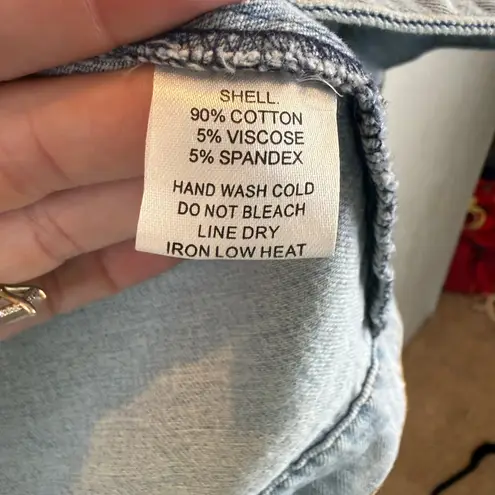 SHELL.
90% COTTON
5% VISCOSE
5% SPANDEX
HAND WASH COLD
DO NOT BLEACH
LINE DRY
IRON LOW HEAT